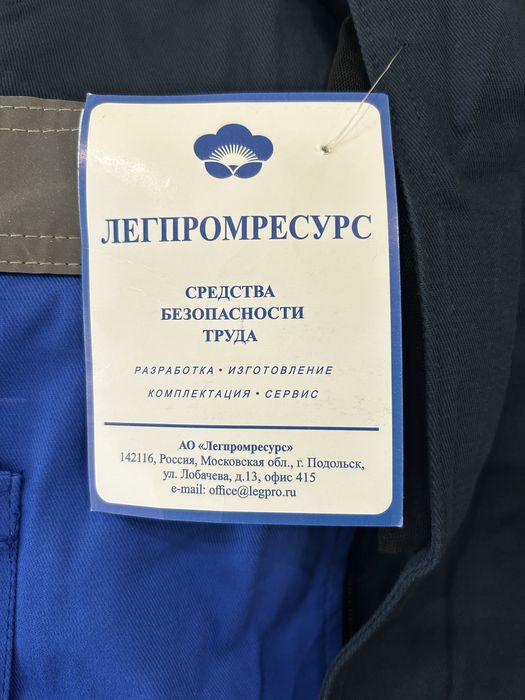 ЛЕГПРОМРЕСУРС
СРЕДСТВА
БЕЗОПАСНОСТИ
ТРУДА
РАЗРАБОТКА • ИЗГОТОВЛЕНИЕ
КОМПЛЕКТАЦИЯ • СЕРВИС
АО «Легпромресурс»
142116, Россия, Московская обл., г. Подольск,
ул. Лобачева, д.13, офис 415
e-mail: office@legpro.ru